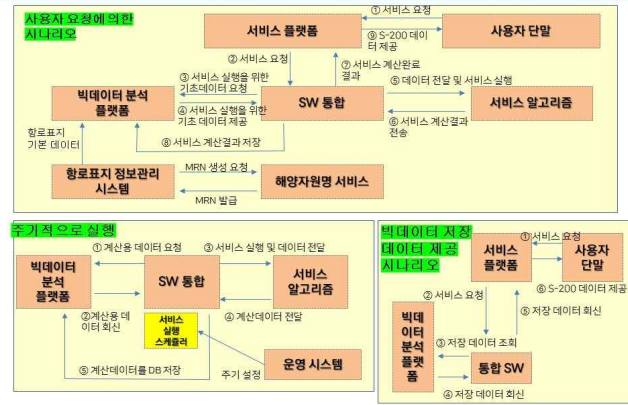 사용자 요청에 의한
시나리오
서비스 플랫폼
① 서비스 요청
⑨ S-200 데이
터 제공
사용자 단말
② 서비스 요청
⑦ 서비스 계산완료
결과
③ 서비스 실행을 위한
기초데이터 요청
⑤ 데이터 전달 및 서비스 실행
빅데이터 분석
플랫폼
④ 서비스 실행을 위한
기초 데이터 제공
SW 통합
서비스 알고리즘
⑥ 서비스 계산결과
전송
⑧ 서비스 계산결과 저장
항로표지
기본 데이터
항로표지 정보관리
시스템
MRN 생성 요청
MRN 발급
해양자원명 서비스
주기적으로 실행
① 계산용 데이터 요청
③ 서비스 실행 및 데이터 전달
빅데이터
분석
플랫폼
SW 통합
서비스
알고리즘
②계산용 데
이터 회신
서비스
실행
스케쥴러
④ 계산데이터 전달
⑤ 계산데이터를 DB 저장
주기 설정
운영 시스템
빅데이터 저장
데이터 제공
시나리오
① 서비스 요청
서비스
플랫폼
사용자
단말
⑥ S-200 데이터 제공
② 서비스 요청
⑤ 저장 데이터 회신
빅데
이터
분석
플랫
폼
③ 저장 데이터 조회
통합 SW
④ 저장 데이터 회신